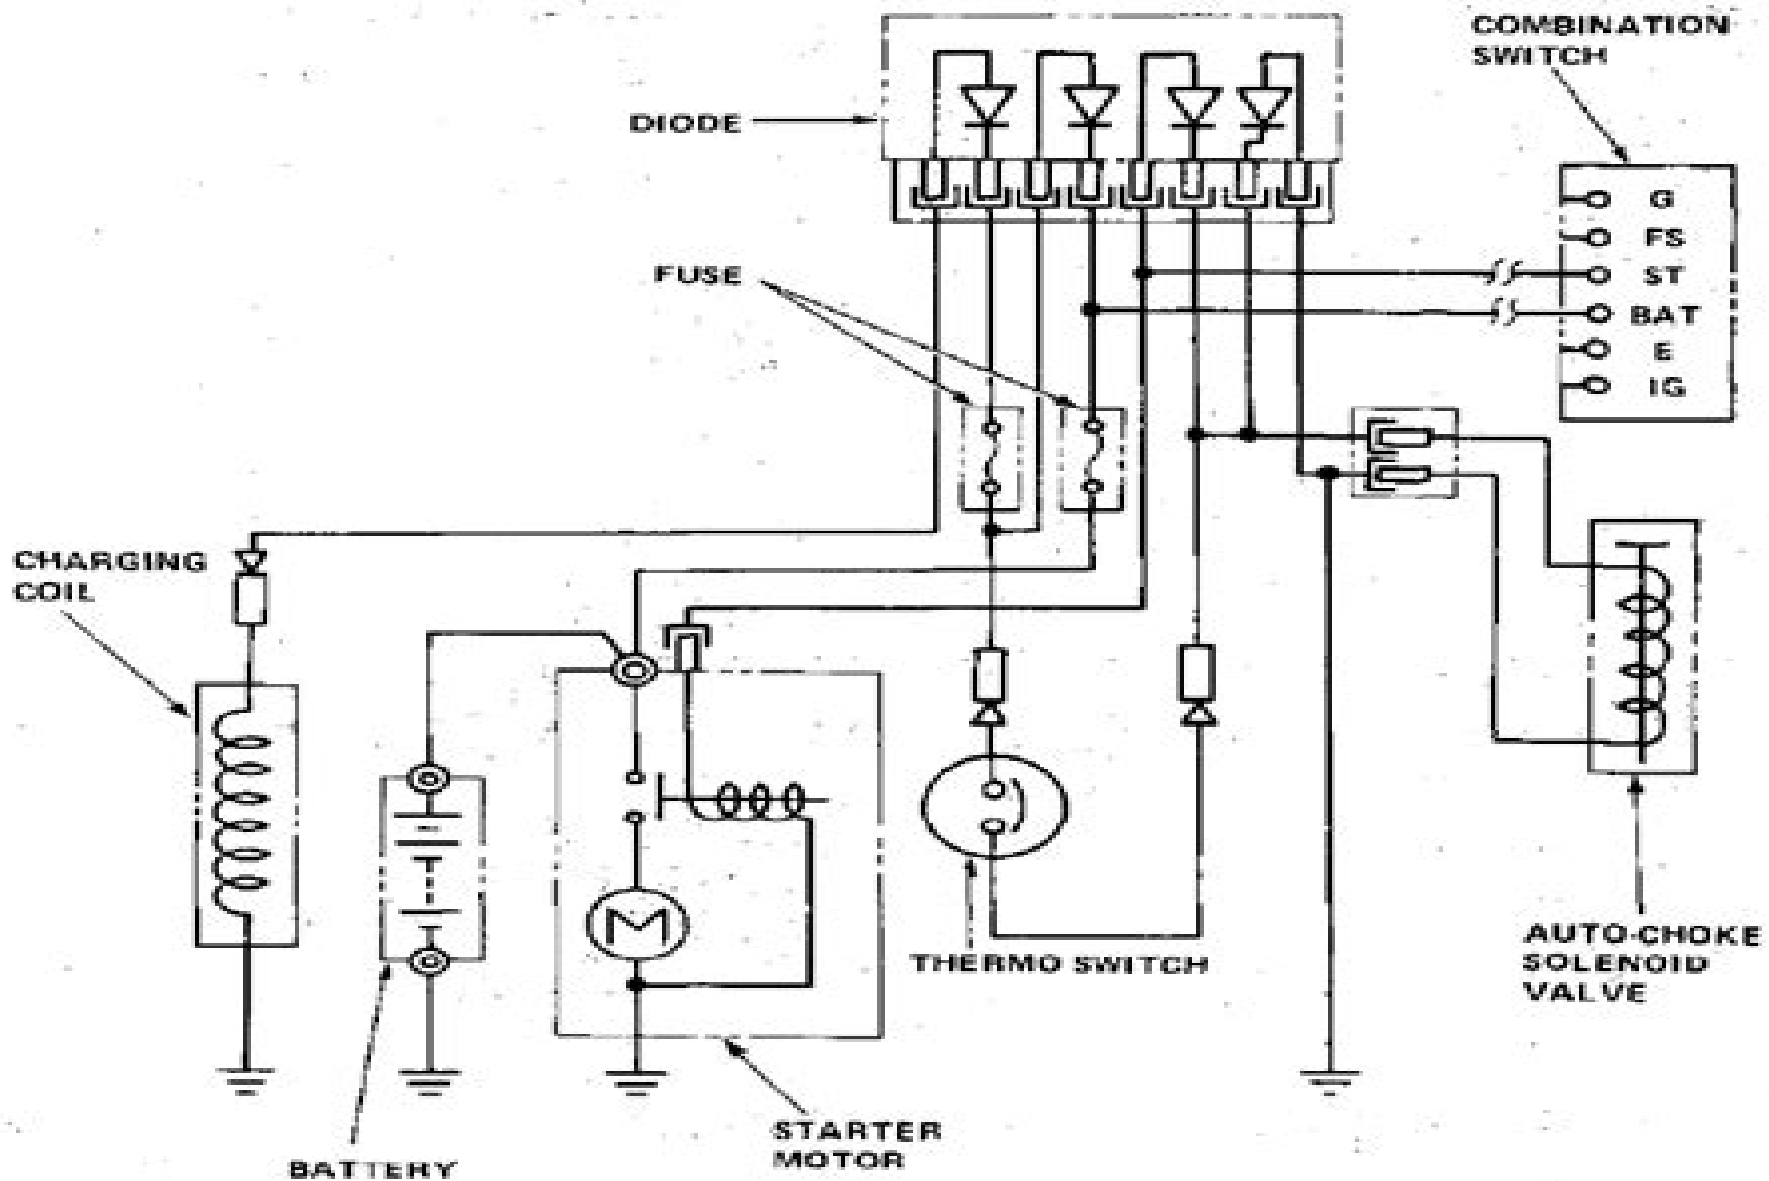 COMBINATION
SWITCH
DIODE
G
FS
FUSE
ST
BAT
E
IG
CHARGING
COIL
M
THERMO SWITCH
AUTO-CHOKE
SOLENOID
VALVE
STARTER
MOTOR
BATTERY